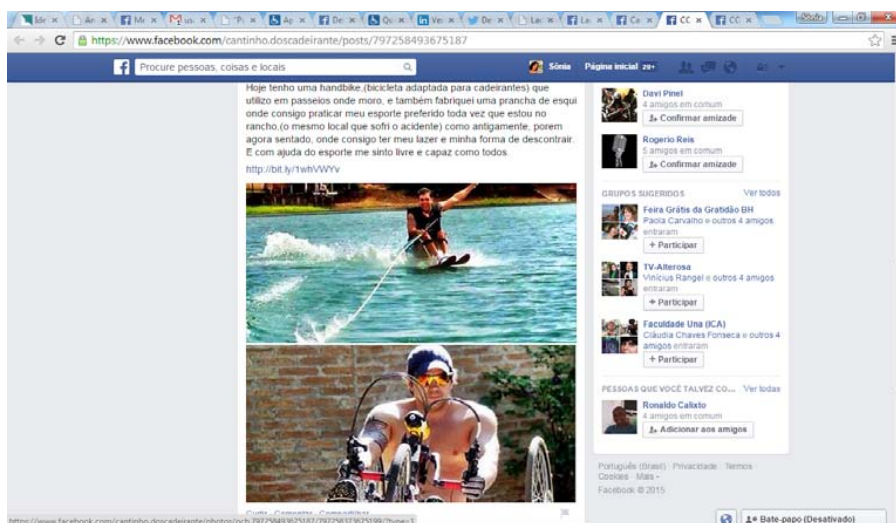 https://www.facebook.com/cantinho.doscadeirante/posts/797258493675187
Procure pessoas, coisas e locais
Sônia
Página inicial 20+
Hoje tenho uma handbike,(bicicleta adaptada para cadeirantes) que
utilizo em passeios onde moro, e também fabriquei uma prancha de esqui
onde consigo praticar meu esporte preferido toda vez que estou no
rancho,(o mesmo local que sofri o acidente) como antigamente, porem
agora sentado, onde consigo ter meu lazer e minha forma de descontrair.
E com ajuda do esporte me sinto livre e capaz como todos.
http://bit.ly/1whVWYv
Curtir · Comentar · Compartilhar
Davi Pinel
4 amigos em comum
Confirmar amizade
Rogerio Reis
5 amigos em comum
Confirmar amizade
GRUPOS SUGERIDOS
Ver todos
Feira Grátis da Gratidão BH
Paola Carvalho e outros 4 amigos
entraram
+ Participar
TV-Alterosa
Vinícius Rangel e outros 4 amigos
entraram
+ Participar
Faculdade Una (ICA)
Cláudia Chaves Fonseca e outros 4
amigos entraram
+ Participar
PESSOAS QUE VOCÊ TALVEZ CO...
Ver todas
Ronaldo Calixto
4 amigos em comum
Adicionar aos amigos
Português (Brasil) · Privacidade · Termos ·
Cookies · Mais
Facebook © 2015
Bate-papo (Desativado)